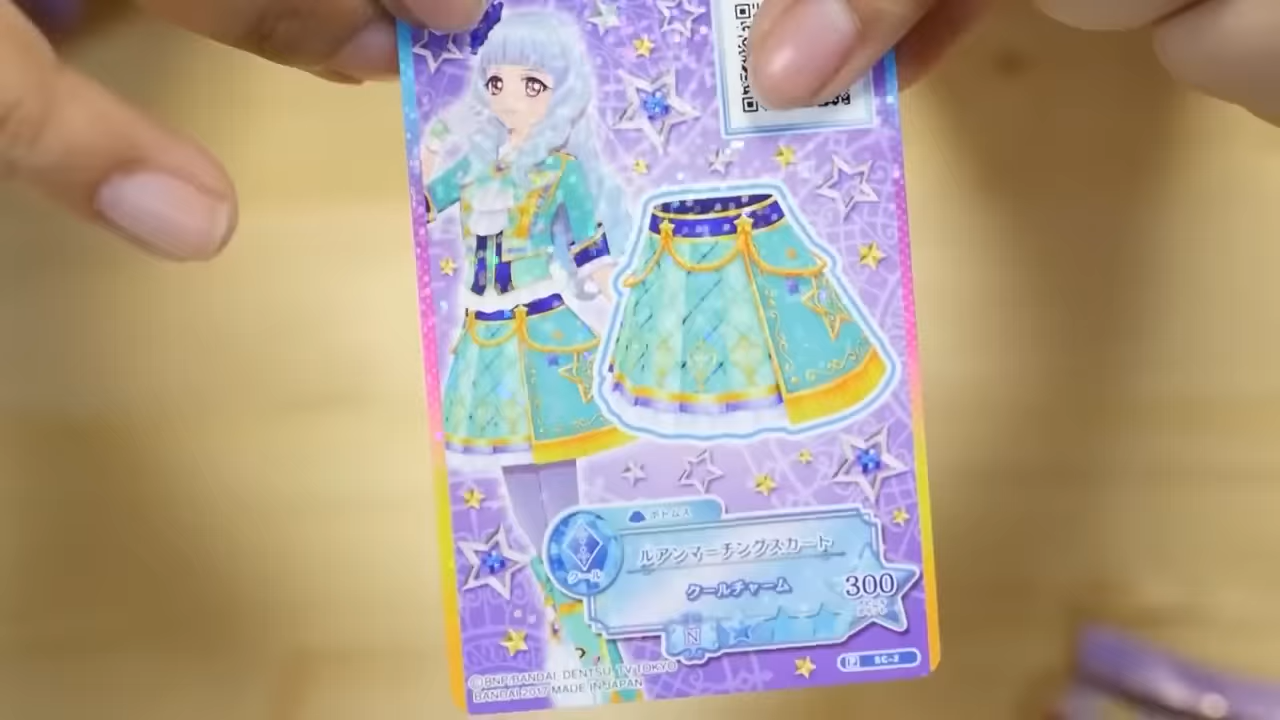 ボトムス
クール
ルアンマーチングスカート
クールチャーム
300
N
P SC-2
©BNP/BANDAI, DENTSU, TV TOKYO
BANDAI 2017 MADE IN JAPAN